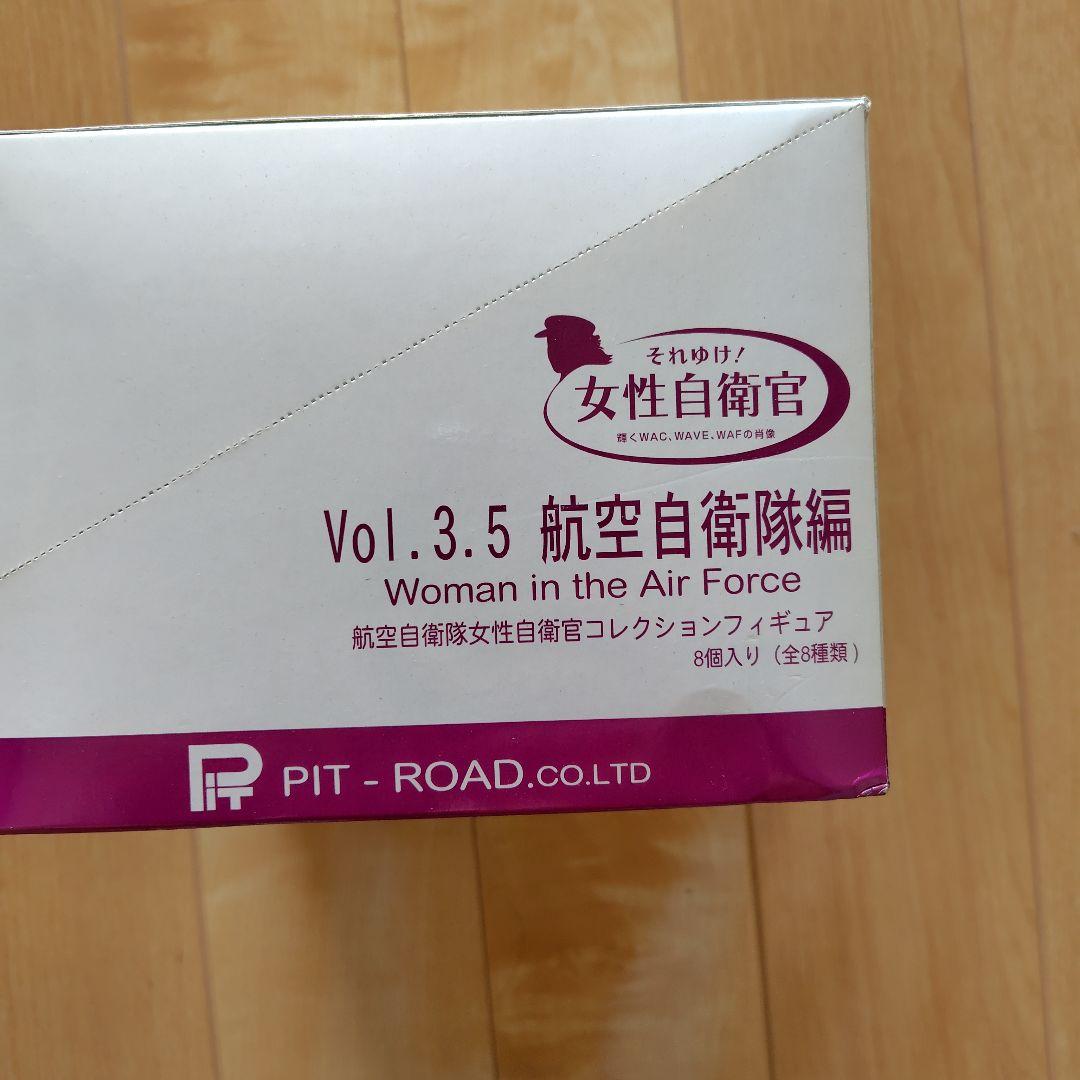 それゆけ!
女性自衛官
輝くWAC、WAVE、WAFの肖像
Vol.3.5 航空自衛隊編
Woman in the Air Force
航空自衛隊女性自衛官コレクションフィギュア
8個入り(全8種類)
PIT PIT - ROAD.CO.LTD